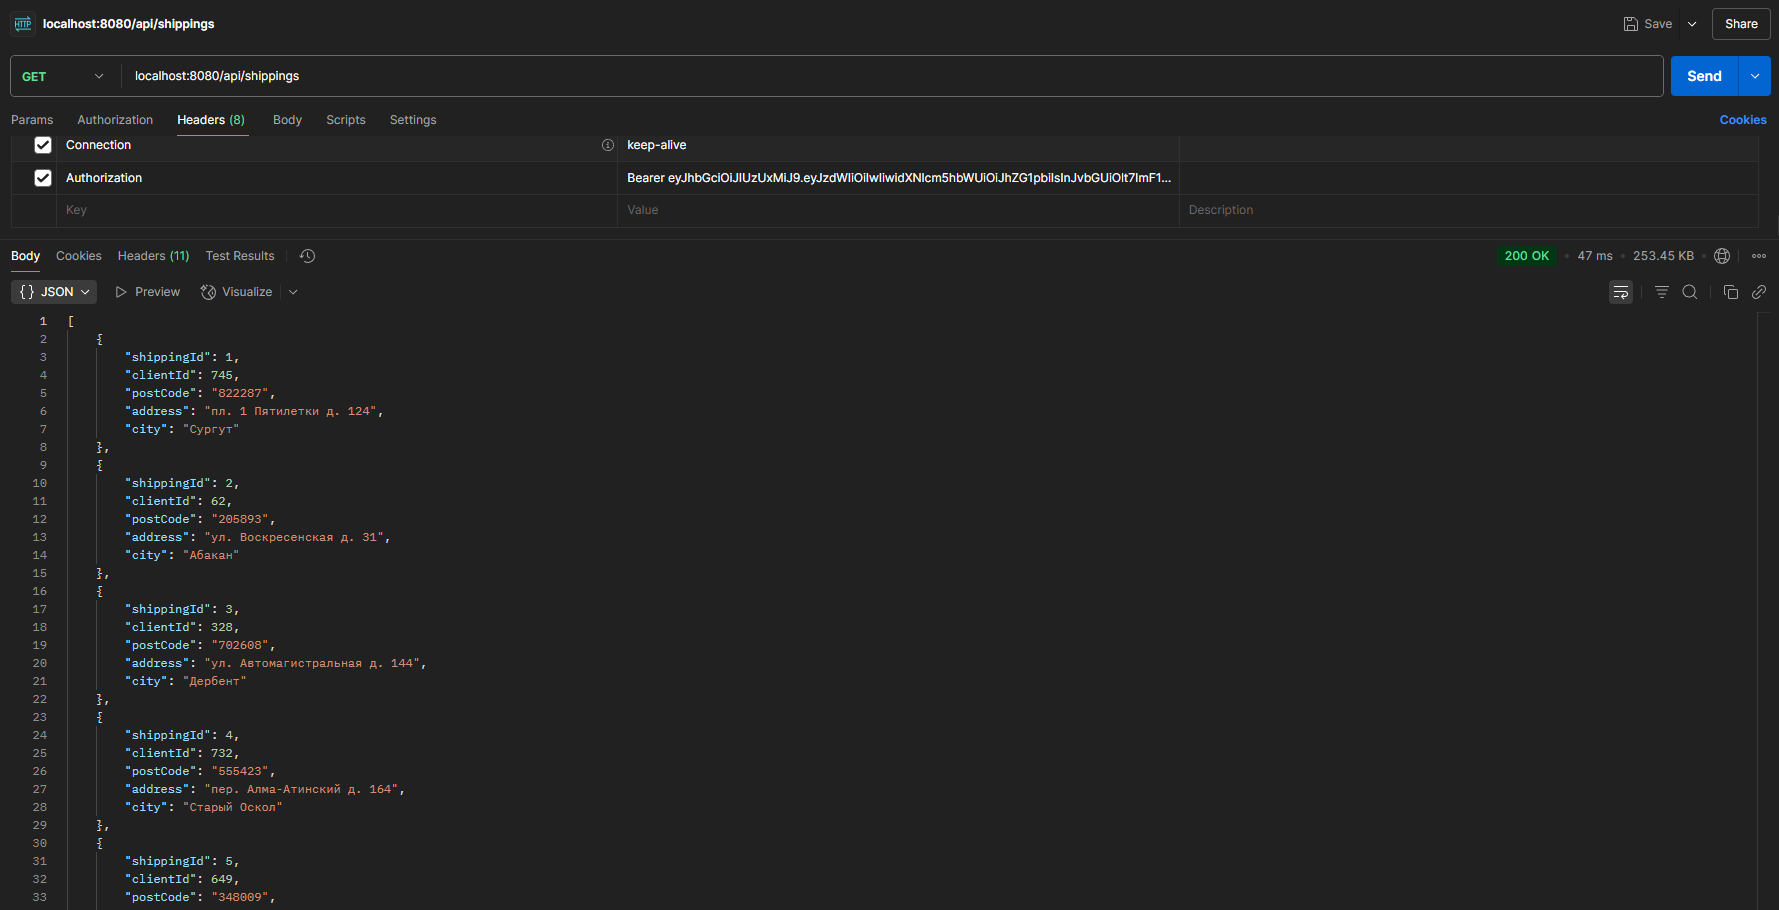 HTTP localhost:8080/api/shippings Save Share
GET localhost:8080/api/shippings Send
Params Authorization Headers (8) Body Scripts Settings Cookies
Connection keep-alive
Authorization Bearer
Key Value Description
Body Cookies Headers (11) Test Results 200 OK • 47 ms • 253.45 KB •
{} JSON Preview Visualize
1 [
2 {
3 "shippingId": 1,
4 "clientId": 745,
5 "postCode": "822287",
6 "address": "пл. 1 Пятилетки д. 124",
7 "city": "Сургут"
8 },
9 {
10 "shippingId": 2,
11 "clientId": 62,
12 "postCode": "205893",
13 "address": "ул. Воскресенская д. 31",
14 "city": "Абакан"
15 },
16 {
17 "shippingId": 3,
18 "clientId": 328,
19 "postCode": "702608",
20 "address": "ул. Автомагистральная д. 144",
21 "city": "Дербент"
22 },
23 {
24 "shippingId": 4,
25 "clientId": 732,
26 "postCode": "555423",
27 "address": "пер. Алма-Атинский д. 164",
28 "city": "Старый Оскол"
29 },
30 {
31 "shippingId": 5,
32 "clientId": 649,
33 "postCode": "348009",